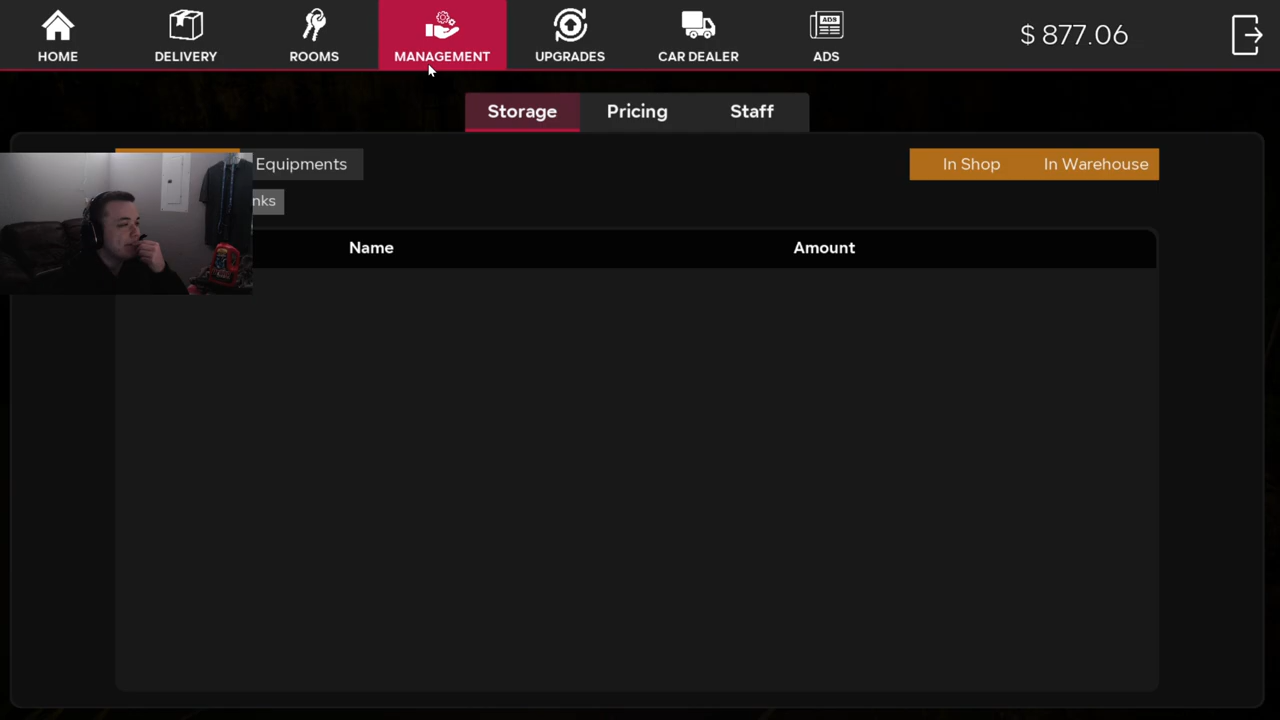 HOME
DELIVERY
ROOMS
MANAGEMENT
UPGRADES
ADS
CAR DEALER
ADS
$ 877.06
Storage
Pricing
Staff
Equipments
In Shop
In Warehouse
Name
Amount